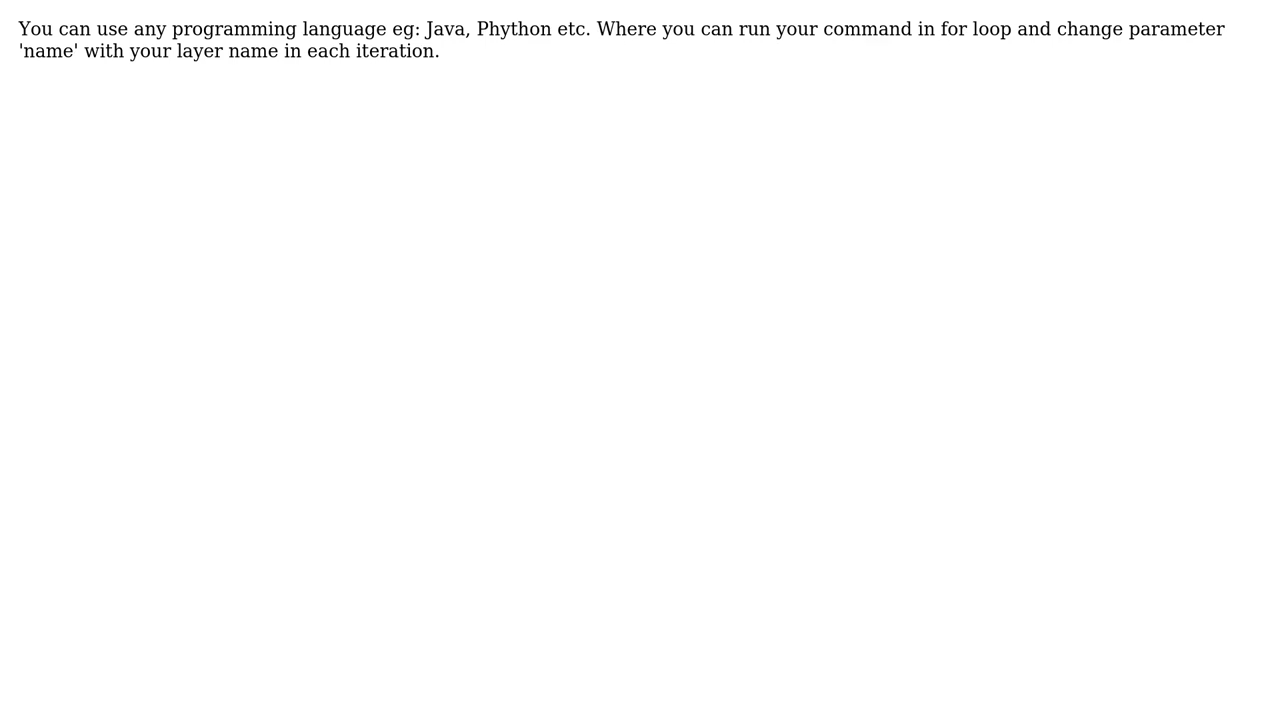 You can use any programming language eg: Java, Phython etc. Where you can run your command in for loop and change parameter
'name' with your layer name in each iteration.